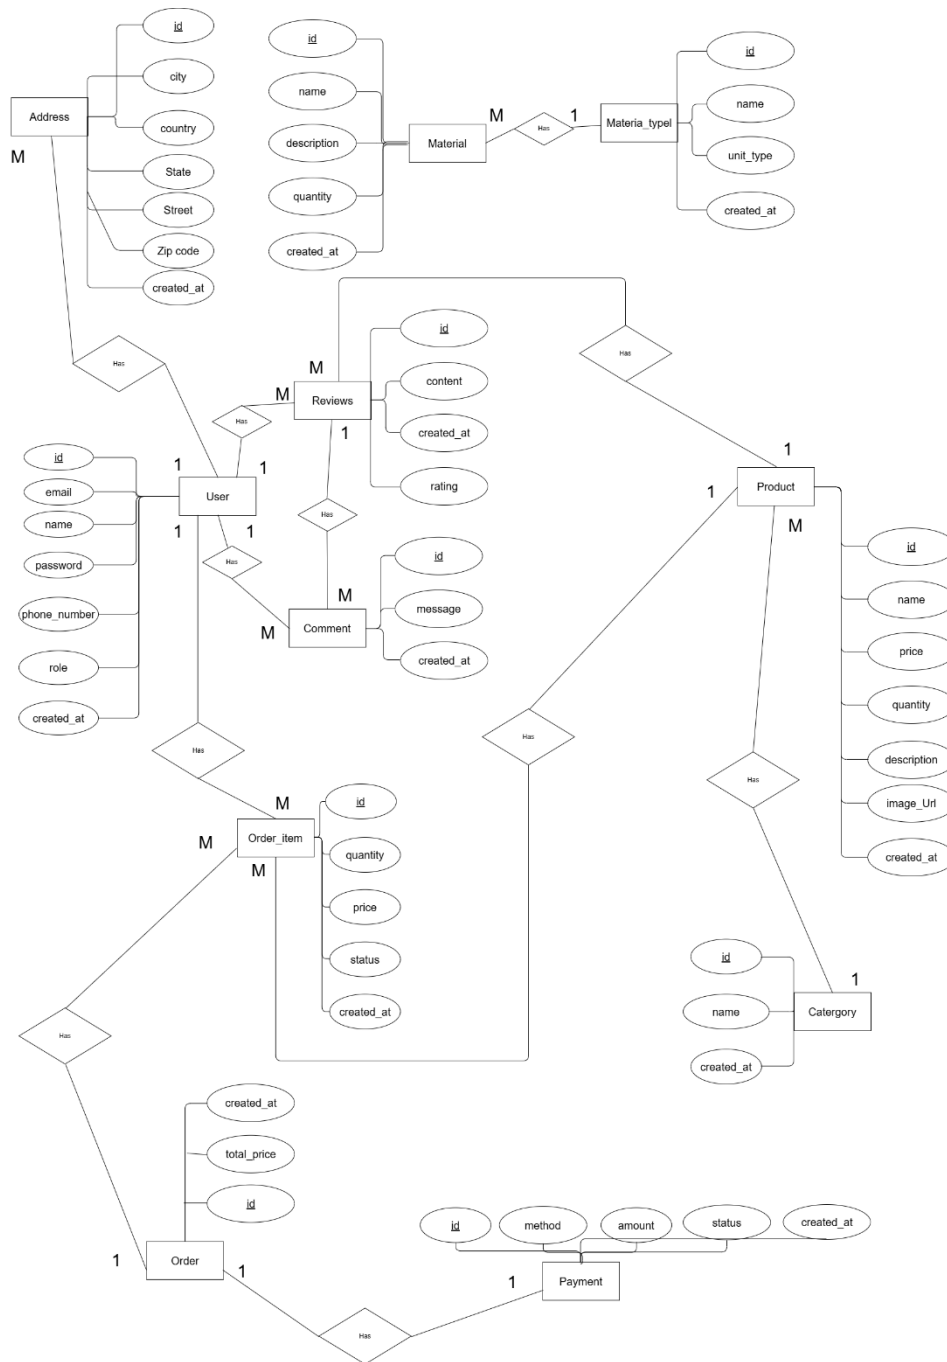 id
city
Address
country
M
State
Street
Zip code
created_at
id
name
description
Material
quantity
created_at
M
Has
1
Materia_typel
id
name
unit_type
created_at
Has
Has
M
M
Reviews
1
id
content
created_at
rating
Has
1
Product
1
M
id
name
price
quantity
description
image_Url
created_at
id
email
name
password
phone_number
role
created_at
1
User
1
1
1
Has
Has
Has
M
M
Comment
id
message
created_at
Has
M
Order_item
M
M
id
quantity
price
status
created_at
Has
Has
1
Catergory
id
name
created_at
Has
created_at
total_price
id
1
Order
1
Has
1
Payment
id
method
amount
status
created_at